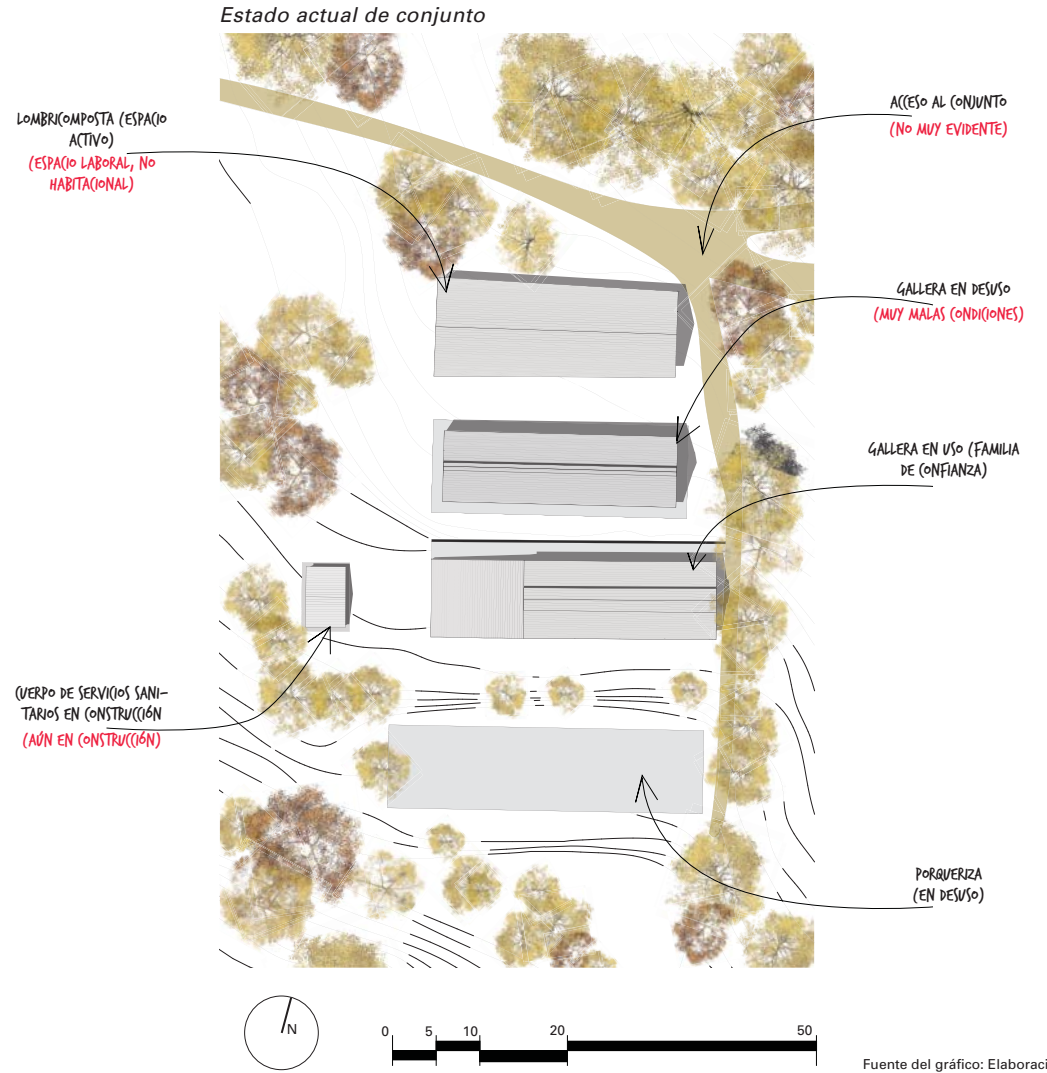 Estado actual de conjunto
LOMBRICOMPOSTA (ESPACIO
ACTIVO)
(ESPACIO LABORAL, NO
HABITACIONAL)
ACCESO AL CONJUNTO
(NO MUY EVIDENTE)
GALLERA EN DESUSO
(MUY MALAS CONDICIONES)
GALLERA EN USO (FAMILIA
DE CONFIANZA)
CUERPO DE SERVICIOS SANI-
TARIOS EN CONSTRUCCIÓN
(AÚN EN CONSTRUCCIÓN)
PORQUERIZA
(EN DESUSO)
N
0 5 10 20 50
Fuente del gráfico: Elaboraci